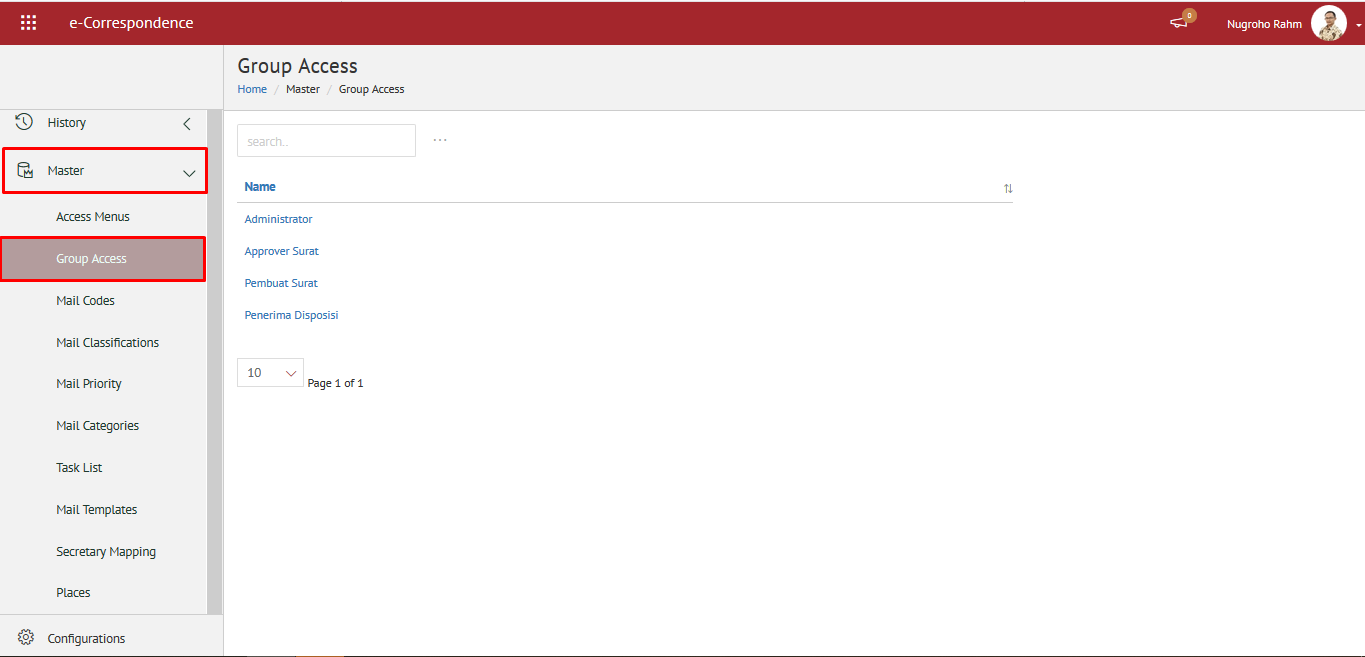 e-Correspondence
0
Nugroho Rahm
Group Access
Home / Master / Group Access
History
Master
Access Menus
Group Access
Mail Codes
Mail Classifications
Mail Priority
Mail Categories
Task List
Mail Templates
Secretary Mapping
Places
Configurations
search..
...
Name
Administrator
Approver Surat
Pembuat Surat
Penerima Disposisi
10
Page 1 of 1